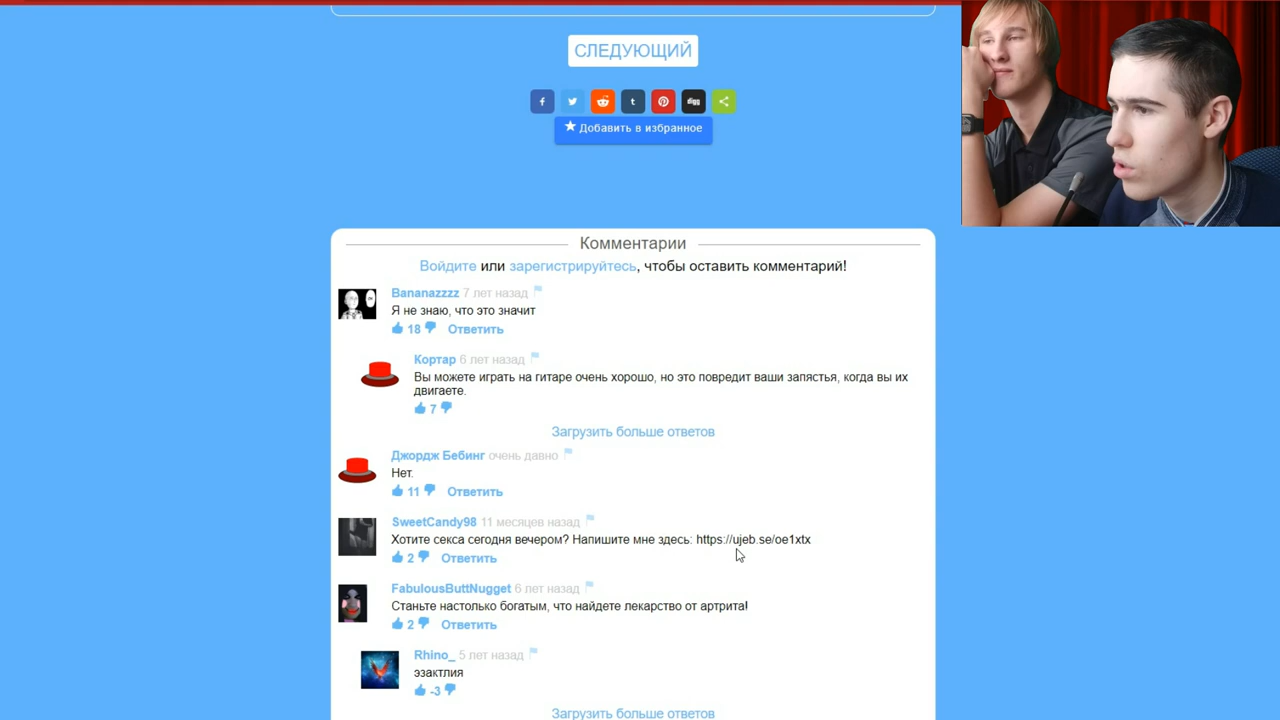 СЛЕДУЮЩИЙ
f t digg
Добавить в избранное
Комментарии
Войдите или зарегистрируйтесь, чтобы оставить комментарий!
Bananazzzz 7 лет назад
Я не знаю, что это значит
18 Ответить
Кортар 6 лет назад
Вы можете играть на гитаре очень хорошо, но это повредит ваши запястья, когда вы их
двигаете.
7
Загрузить больше ответов
Джордж Бебинг очень давно
Нет.
11 Ответить
SweetCandy98 11 месяцев назад
Хотите секса сегодня вечером? Напишите мне здесь: https://ujeb.se/oe1xtx
2 Ответить
FabulousButtNugget 6 лет назад
Станьте настолько богатым, что найдете лекарство от артрита!
2 Ответить
Rhino_ 5 лет назад
эзактлия
-3
Загрузить больше ответов